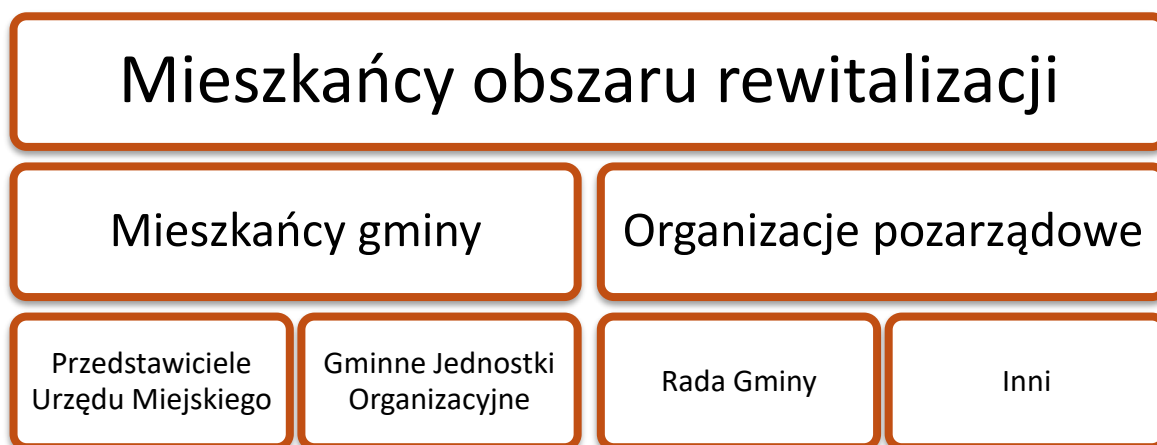 Mieszkańcy obszaru rewitalizacji
Mieszkańcy gminy
Organizacje pozarządowe
Przedstawiciele
Urzędu Miejskiego
Gminne Jednostki
Organizacyjne
Rada Gminy
Inni